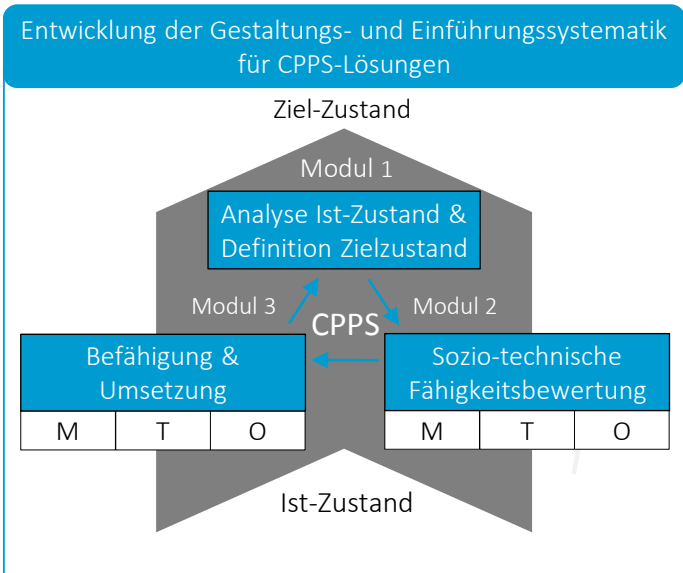 Entwicklung der Gestaltungs- und Einführungssystematik
für CPPS-Lösungen
Ziel-Zustand
Modul 1
Analyse Ist-Zustand &
Definition Zielzustand
Modul 3
CPPS
Modul 2
Befähigung &
Umsetzung
M T O
Sozio-technische
Fähigkeitsbewertung
M T O
Ist-Zustand